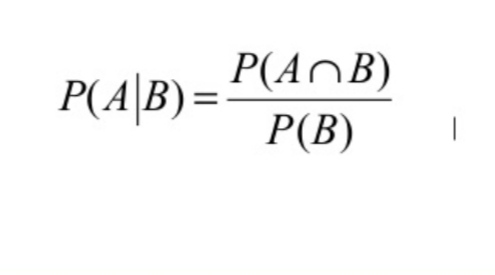 P(A|B) = P(A∩B) / P(B)